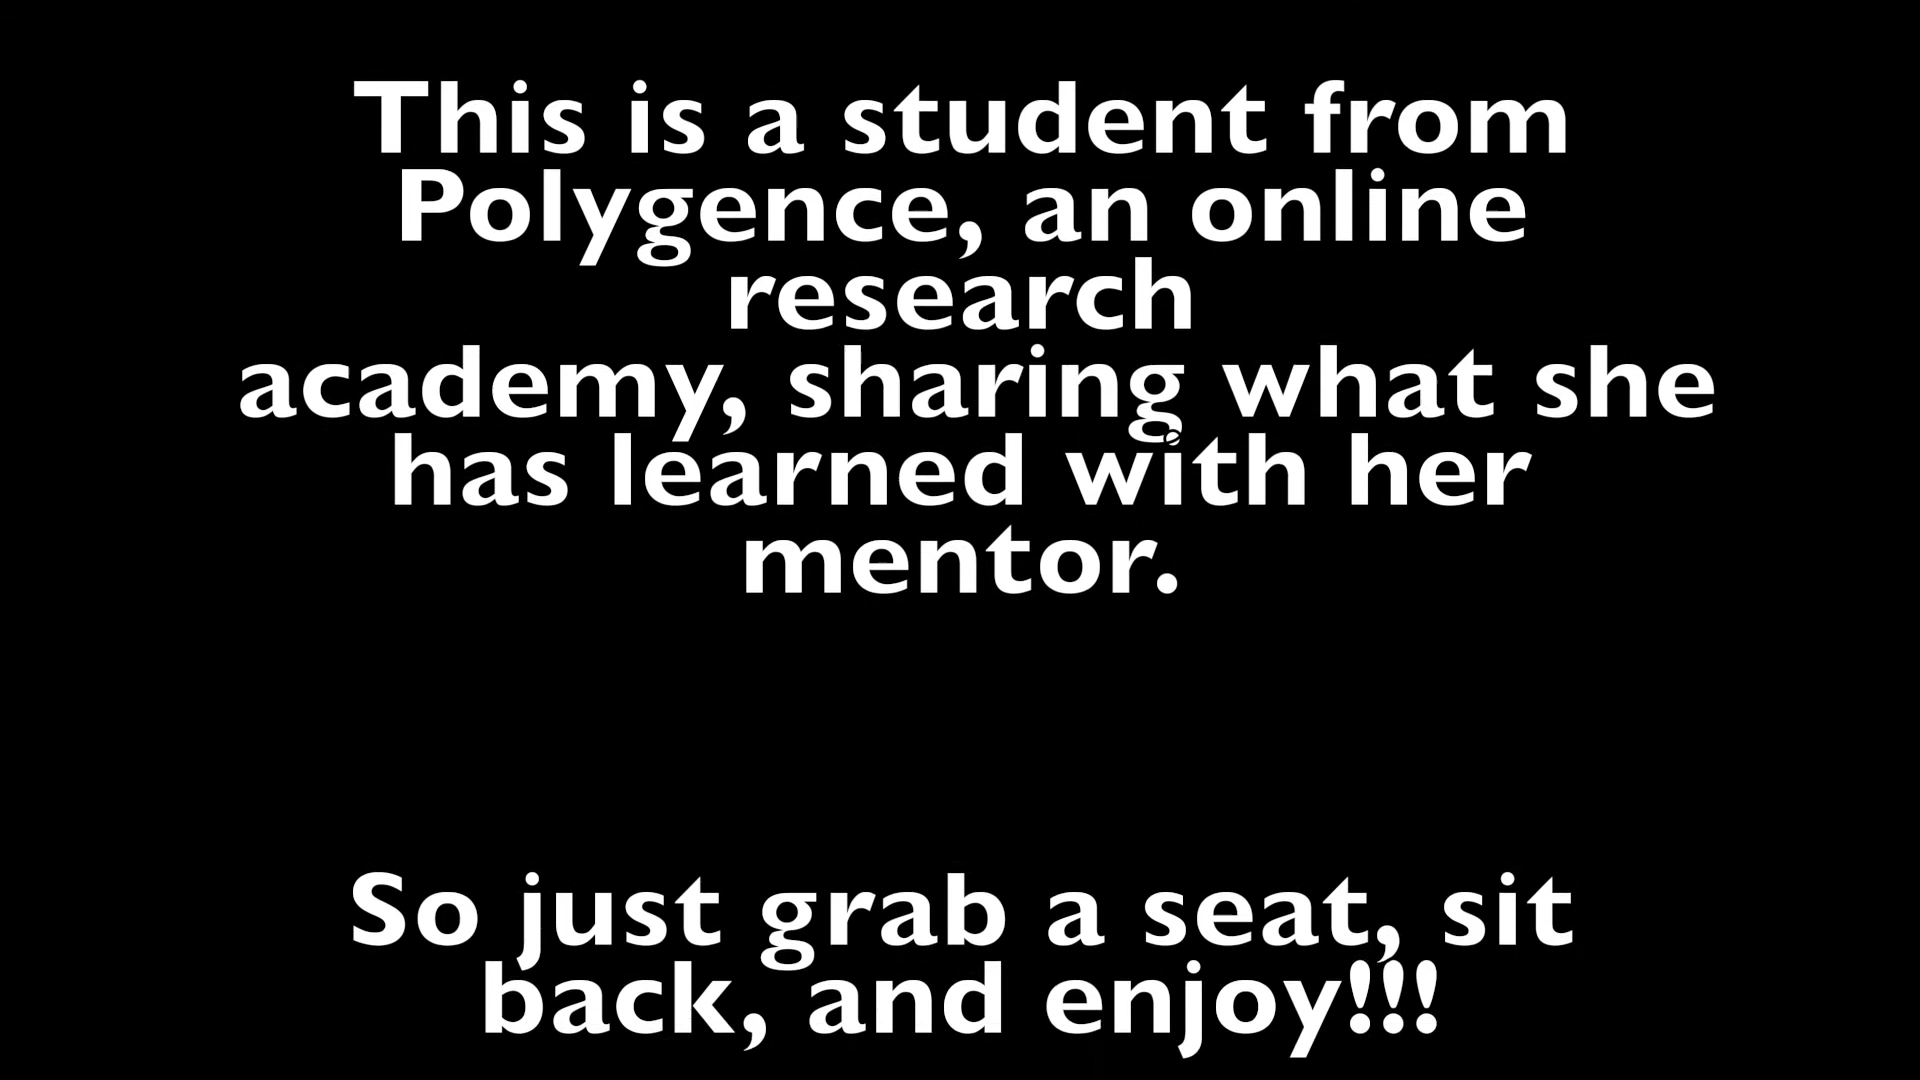 This is a student from
Polygence, an online
research
academy, sharing what she
has learned with her
mentor.
So just grab a seat, sit
back, and enjoy!!!